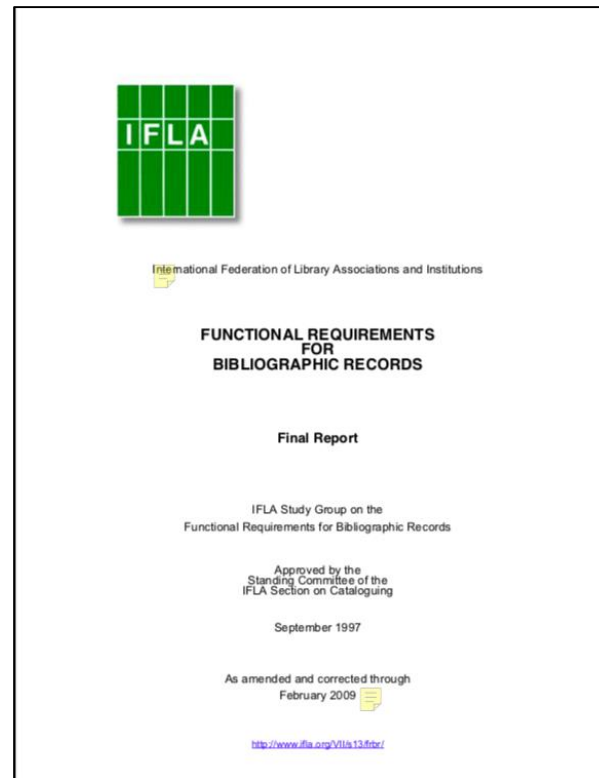 IFLA
International Federation of Library Associations and Institutions
FUNCTIONAL REQUIREMENTS
FOR
BIBLIOGRAPHIC RECORDS
Final Report
IFLA Study Group on the
Functional Requirements for Bibliographic Records
Approved by the
Standing Committee of the
IFLA Section on Cataloguing
September 1997
As amended and corrected through
February 2009
http://www.ifla.org/VII/s13/frbr/